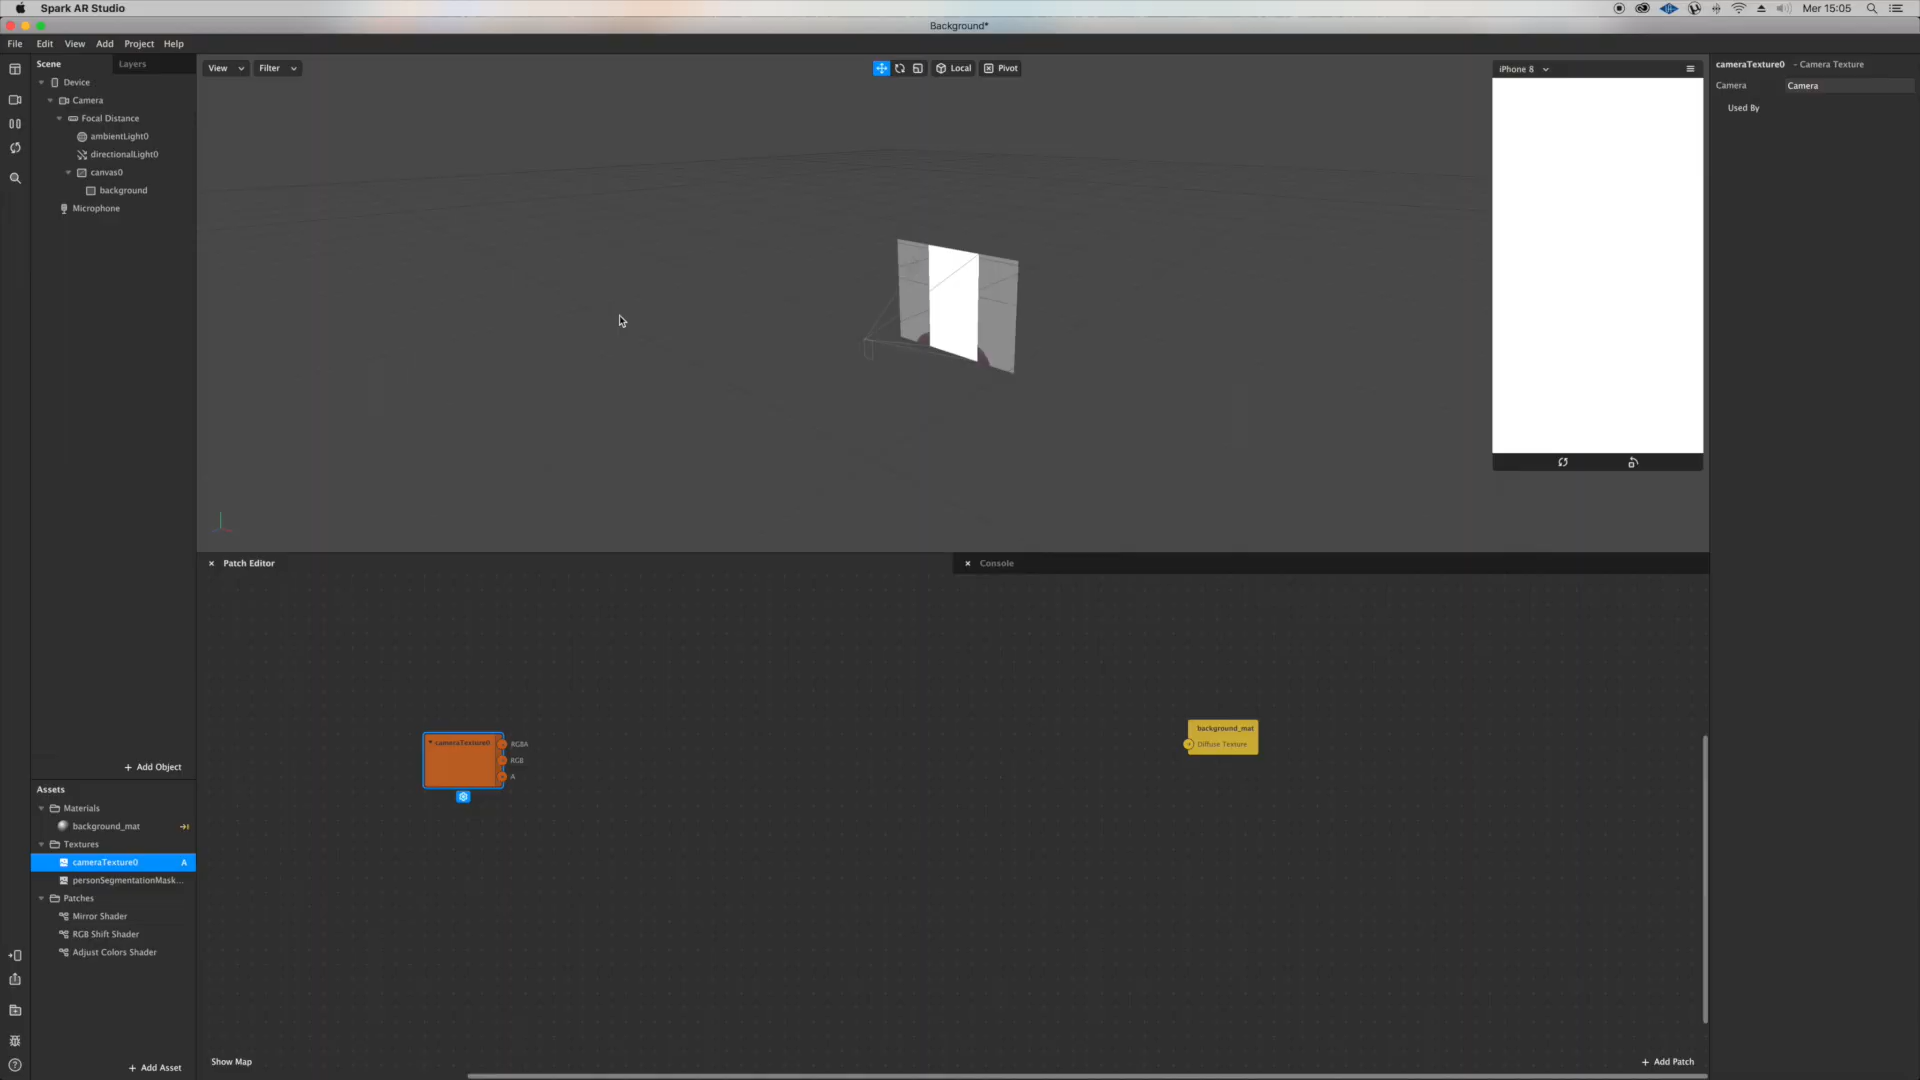 Spark AR Studio
Mer 15:05
Background*
File Edit View Add Project Help
Scene Layers
Device
Camera
Focal Distance
ambientLight0
directionalLight0
canvas0
background
Microphone
+ Add Object
View Filter
Local Pivot
iPhone 8
cameraTexture0 - Camera Texture
Camera Camera
Used By
× Patch Editor
× Console
cameraTexture0
RGBA
RGB
A
background_mat
Diffuse Texture
Assets
Materials
background_mat
Textures
cameraTexture0 A
personSegmentationMask...
Patches
Mirror Shader
RGB Shift Shader
Adjust Colors Shader
+ Add Asset
Show Map
+ Add Patch